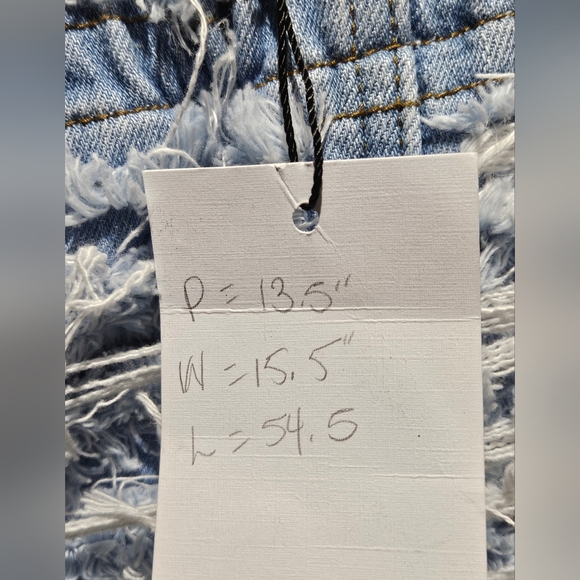 P = 13.5"
W = 15.5"
L = 54.5